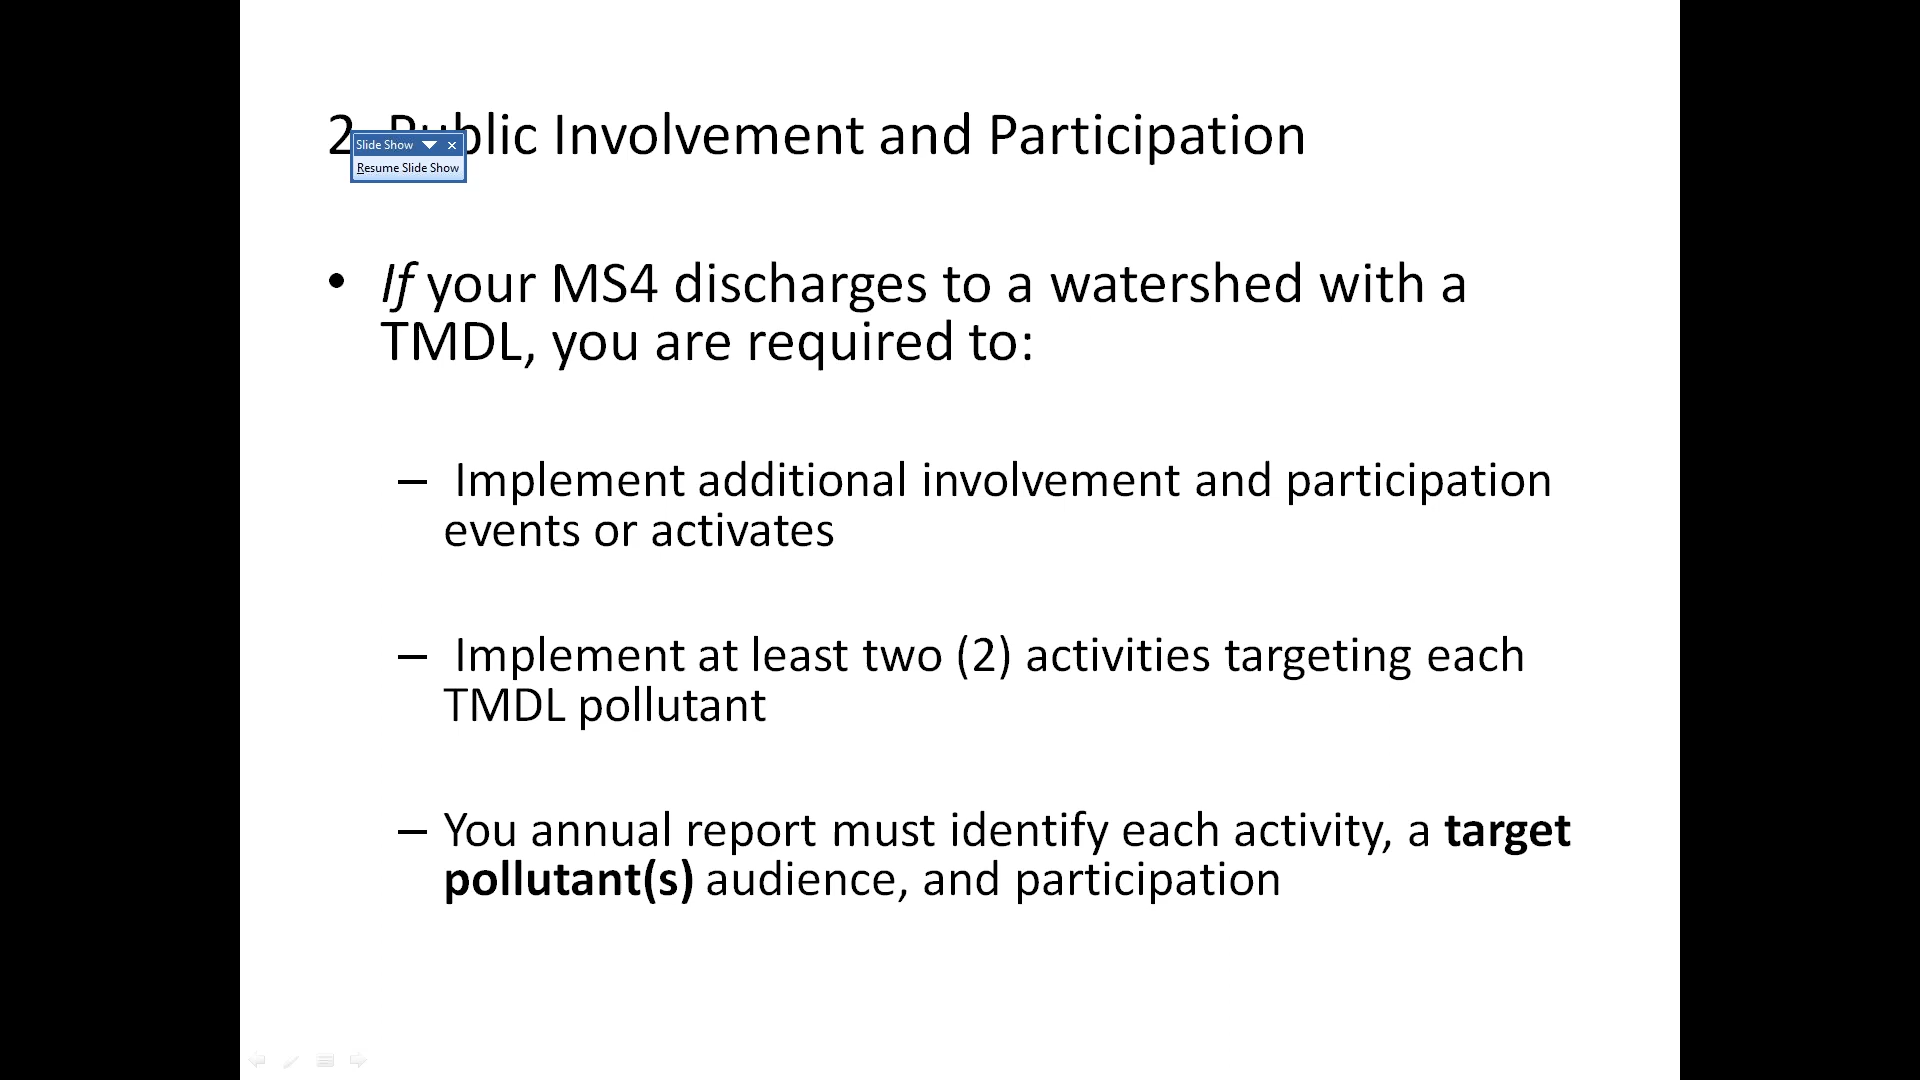 2. Public Involvement and Participation
Slide Show
Resume Slide Show
• If your MS4 discharges to a watershed with a
TMDL, you are required to:
– Implement additional involvement and participation
events or activates
– Implement at least two (2) activities targeting each
TMDL pollutant
– You annual report must identify each activity, a target
pollutant(s) audience, and participation